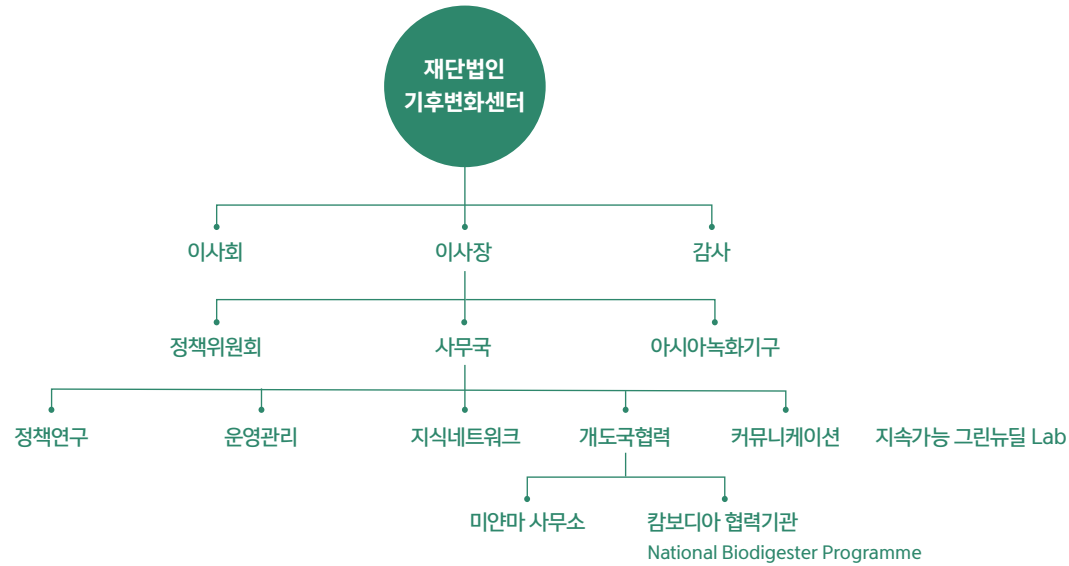 재단법인
기후변화센터
이사회
이사장
감사
정책위원회
사무국
아시아녹화기구
정책연구
운영관리
지식네트워크
개도국협력
커뮤니케이션
지속가능 그린뉴딜 Lab
미얀마 사무소
캄보디아 협력기관
National Biodigester Programme